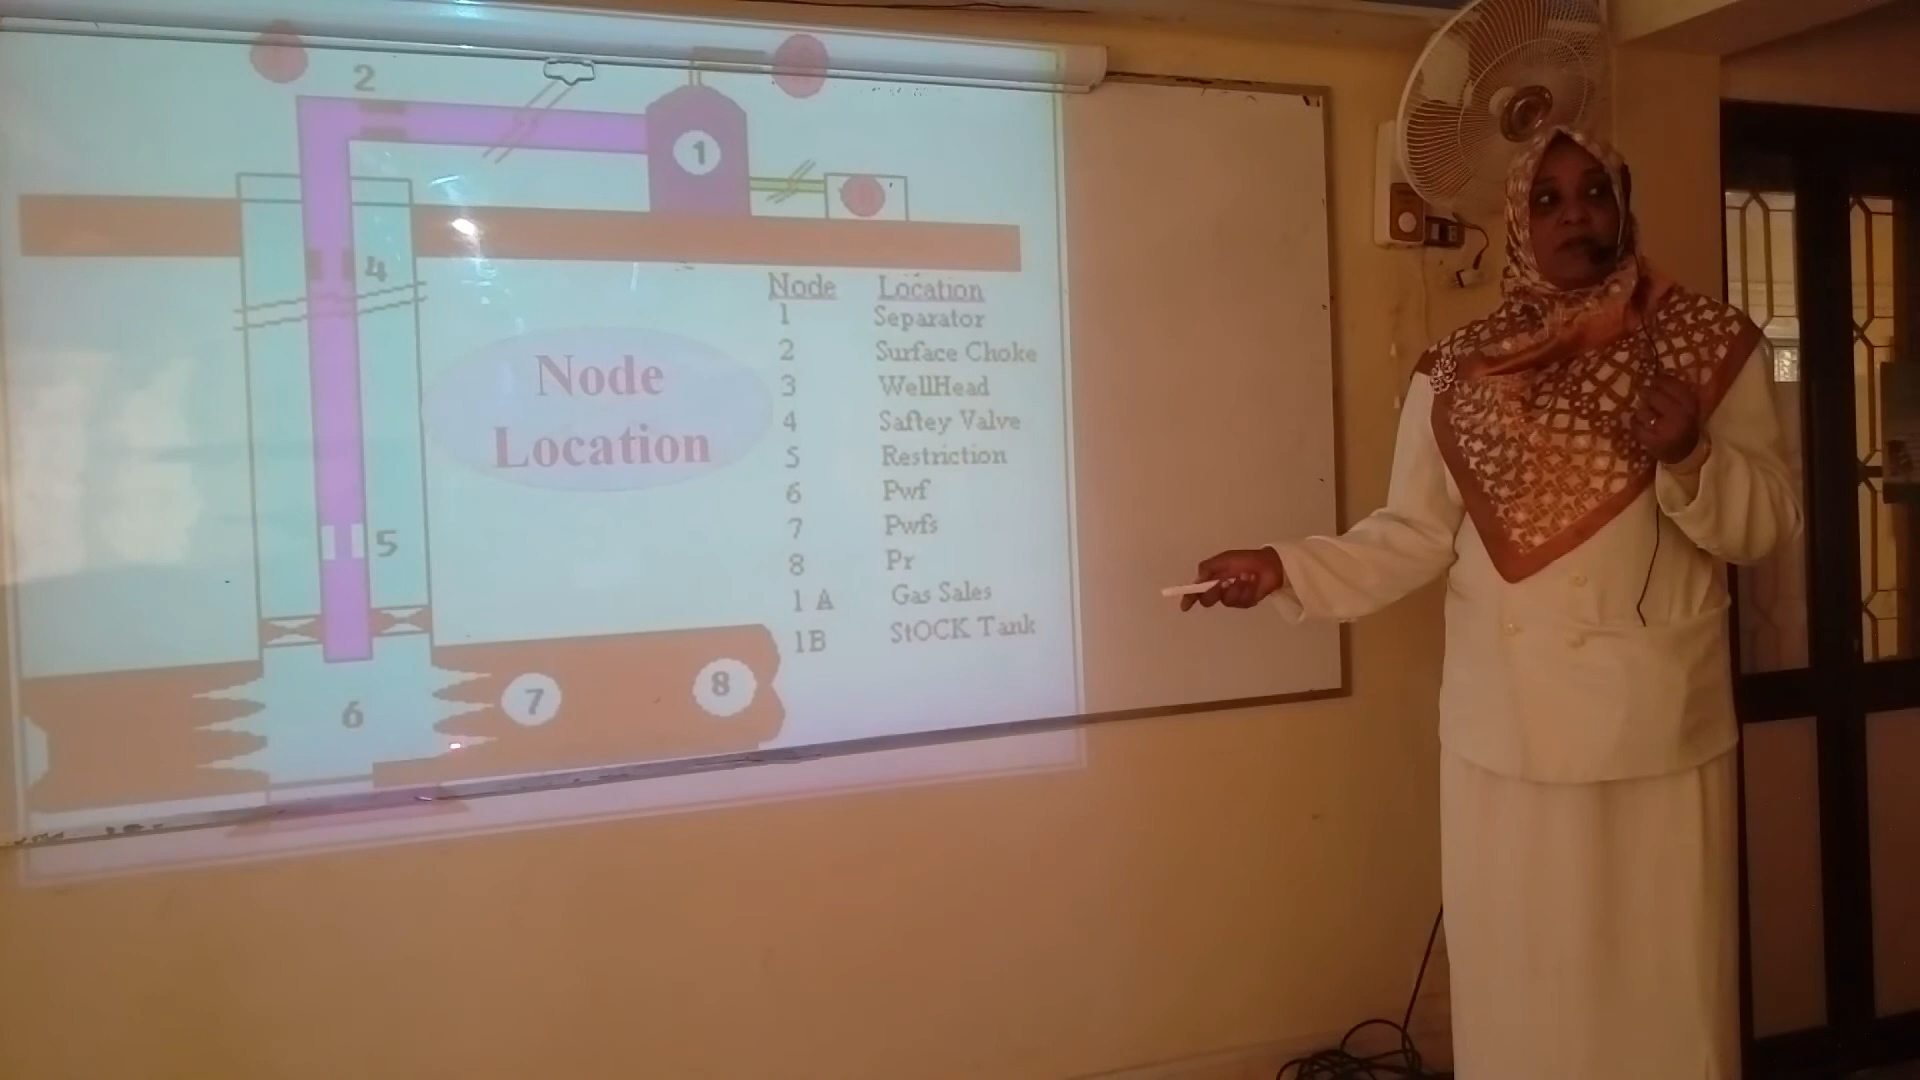 2
1
4
Node Location
1 Separator
2 Surface Choke
3 WellHead
4 Saftey Valve
5 Restriction
6 Pwf
7 Pwfs
8 Pr
1 A Gas Sales
1B StOCK Tank
Node
Location
5
6
7
8